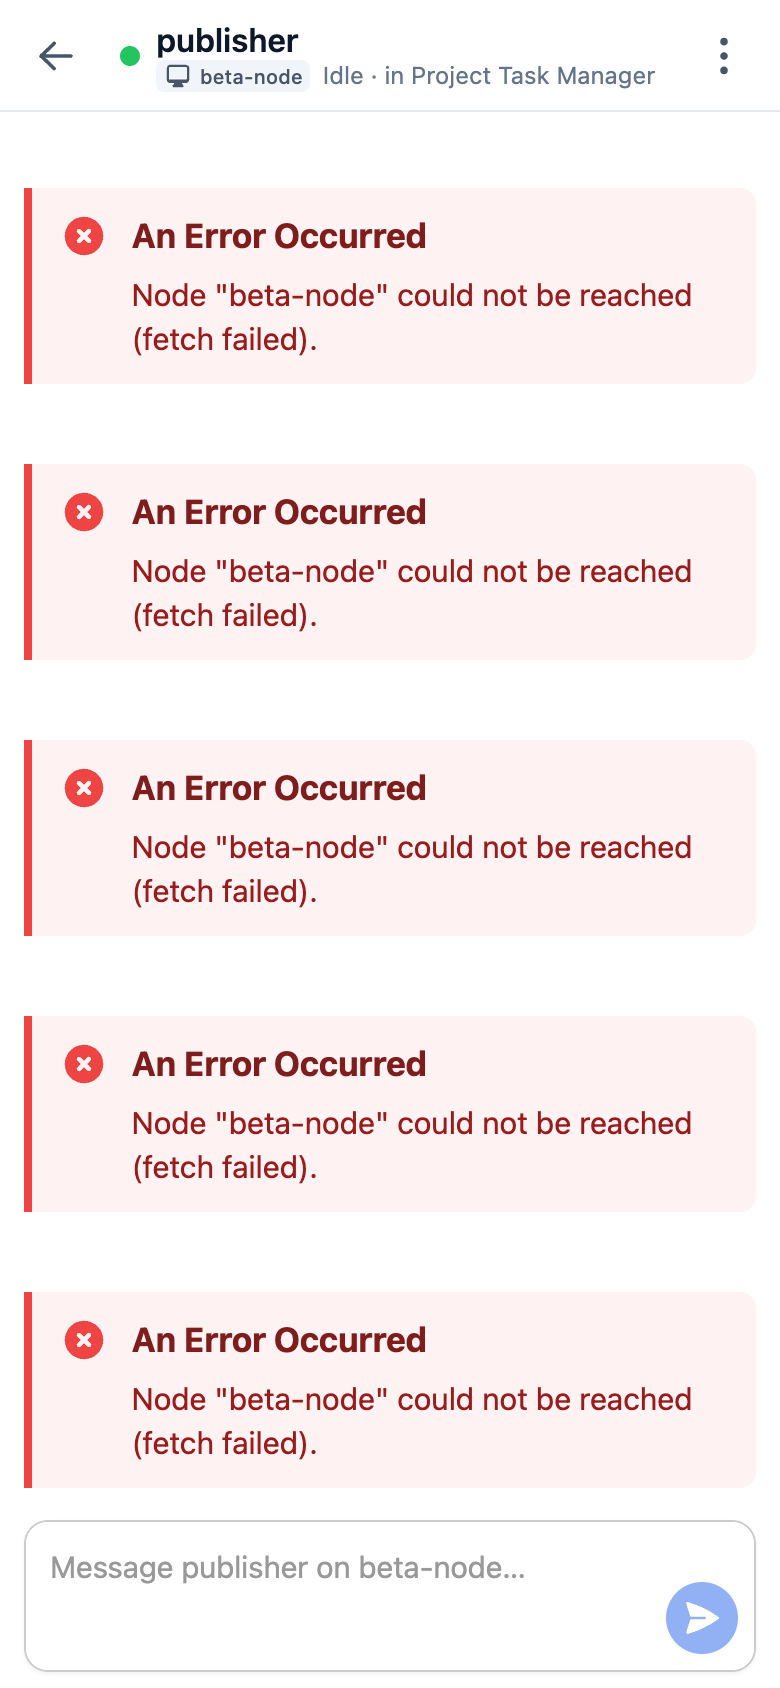 publisher
beta-node Idle · in Project Task Manager
An Error Occurred
Node "beta-node" could not be reached
(fetch failed).
An Error Occurred
Node "beta-node" could not be reached
(fetch failed).
An Error Occurred
Node "beta-node" could not be reached
(fetch failed).
An Error Occurred
Node "beta-node" could not be reached
(fetch failed).
An Error Occurred
Node "beta-node" could not be reached
(fetch failed).
Message publisher on beta-node...